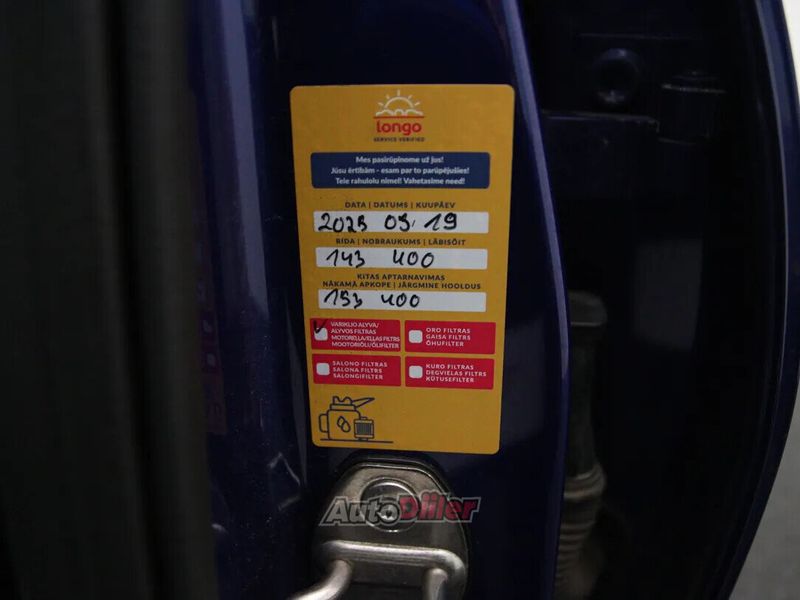 longo
SERVICE VERIFIED
Mes pasirūpinome už jus!
Jūsu ērtībām - esam par to parūpējušies!
Teie rahulolu nimel! Vahetasime need!
DATA | DATUMS | KUUPÄEV
2025 05.19
RIDA | NOBRAUKUMS | LÄBISÕIT
143 400
KITAS APTARNAVIMAS
NĀKAMĀ APKOPE | JÄRGMINE HOOLDUS
153 400
VARIKLIO ALYVA/
ALYVOS FILTRAS
MOTOREĻĻA/EĻĻAS FILTRS
MOOTORIÕLI/ÕLIFILTER
ORO FILTRAS
GAISA FILTRS
ÕHUFILTER
SALONO FILTRAS
SALONA FILTRS
SALONGIFILTER
KURO FILTRAS
DEGVIELAS FILTRS
KÜTUSEFILTER
AutoDiiler